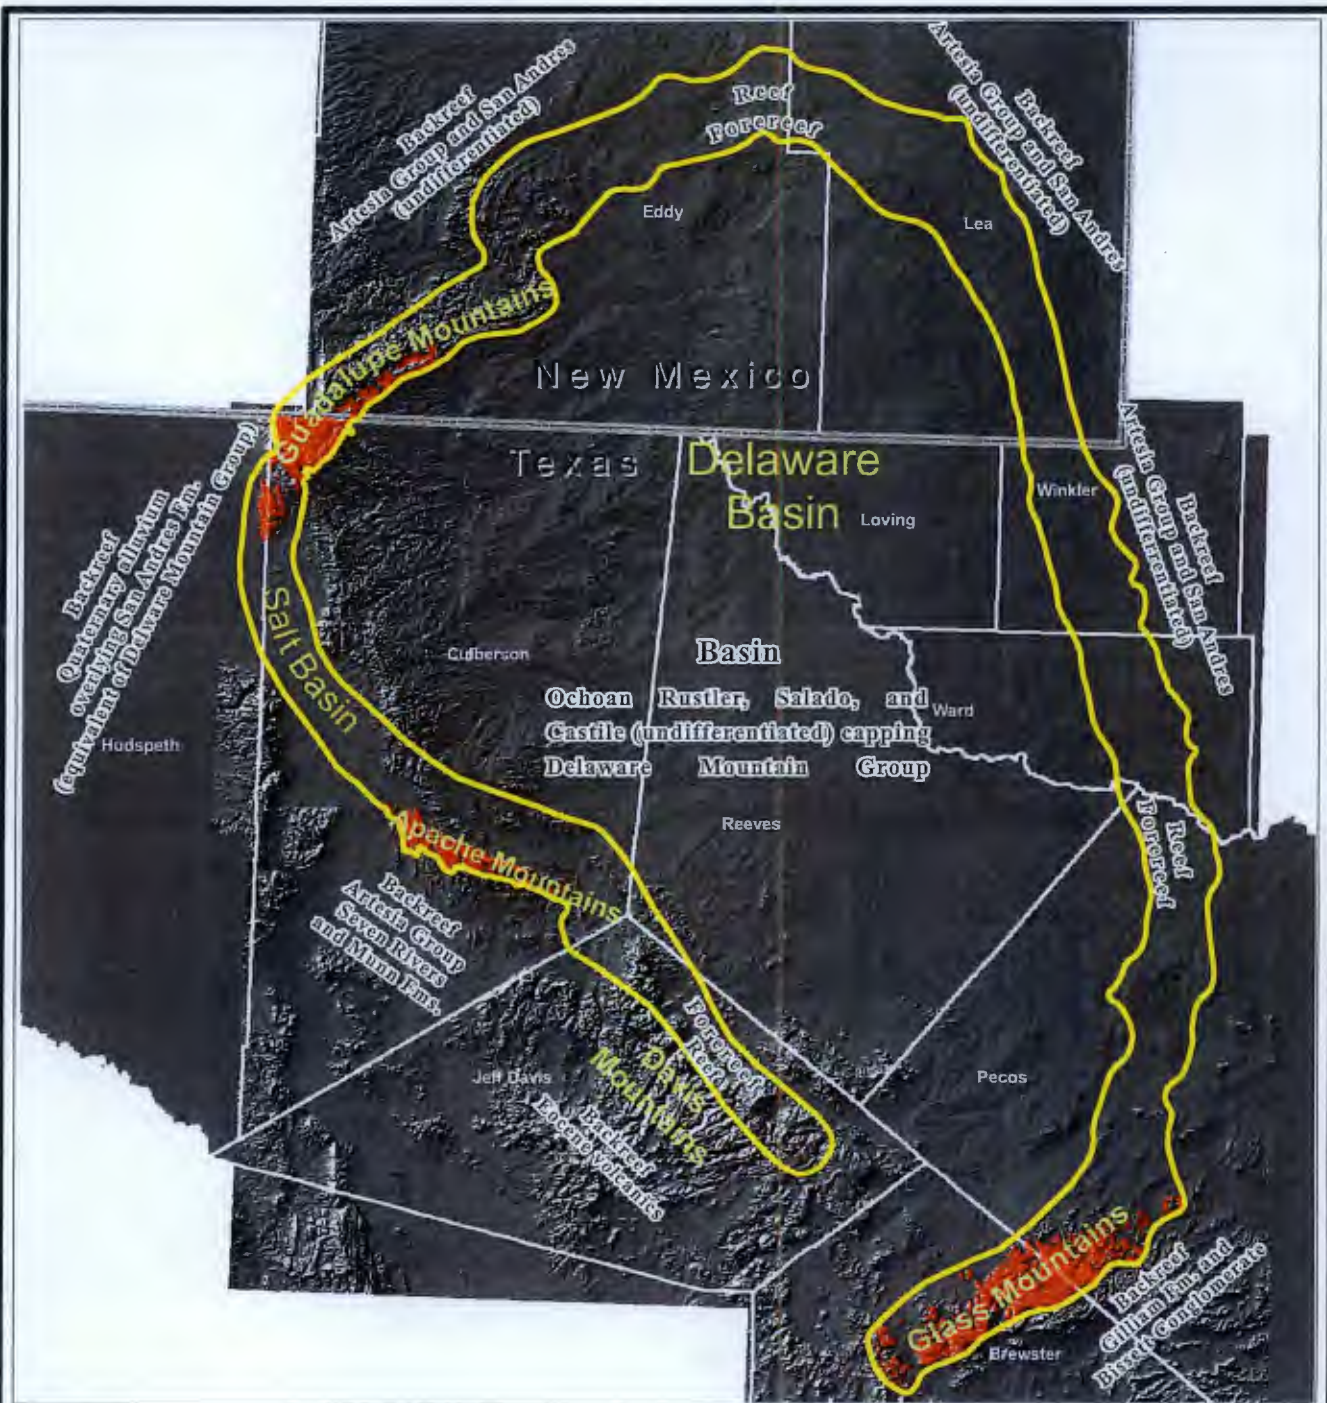 Backreef
Artesia Group and San Andres
(undifferentiated)
Backreef
Artesia Group and San Andres
(undifferentiated)
Reef
Forereef
Eddy
Lea
Guadalupe Mountains
New Mexico
Texas
Delaware
Basin
Loving
Winkler
Backreef
Artesia Group and San Andres
(undifferentiated)
Backreef
Quaternary alluvium
overlying San Andres Fm.
(equivalent of Delware Mountain Group)
Hudspeth
Salt Basin
Culberson
Basin
Ochoan Rustler, Salado, and
Castile (undifferentiated) capping
Delaware Mountain Group
Ward
Reeves
Reef
Forereef
Apache Mountains
Backreef
Artesia Group
Seven Rivers
and Munn Fms.
Forereef
Reef
Davis
Mountains
Jeff Davis
Backreef
Eocene volcanics
Pecos
Glass Mountains
Brewster
Backreef
Gilliam Fm. and
Bissett Conglomerate